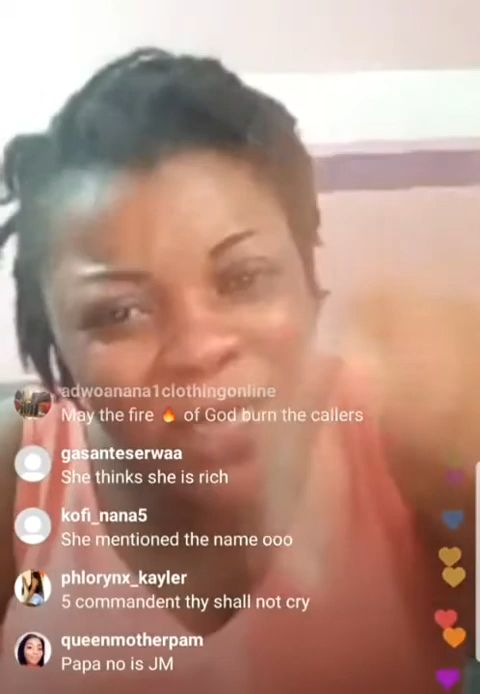 adwoanana1clothingonline
May the fire 🔥 of God burn the callers
gasanteserwaa
She thinks she is rich
kofi_nana5
She mentioned the name ooo
phlorynx_kayler
5 commandent thy shall not cry
queenmotherpam
Papa no is JM